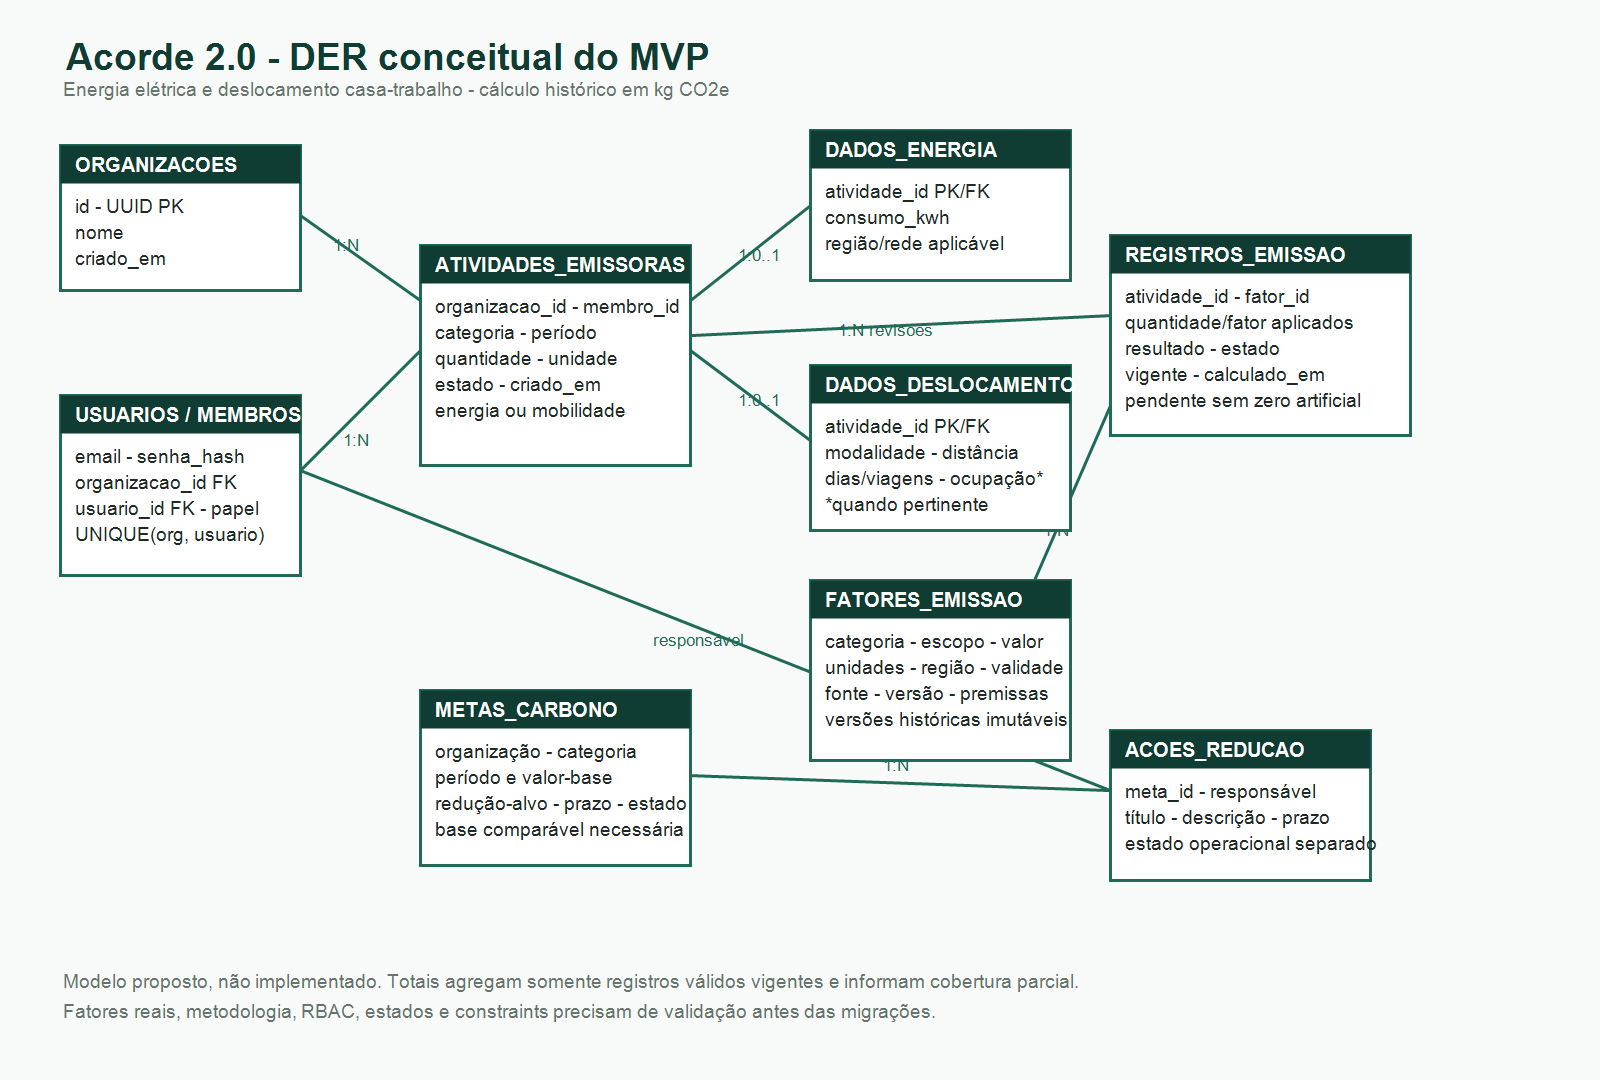 Acorde 2.0 - DER conceitual do MVP
Energia elétrica e deslocamento casa-trabalho - cálculo histórico em kg CO2e
ORGANIZACOES
id - UUID PK
nome
criado_em
1:N
USUARIOS / MEMBROS
email - senha_hash
organizacao_id FK
usuario_id FK - papel
UNIQUE(org, usuario)
1:N
ATIVIDADES_EMISSORAS
organizacao_id - membro_id
categoria - período
quantidade - unidade
estado - criado_em
energia ou mobilidade
1:0..1
1:N revisões
1:0..1
DADOS_ENERGIA
atividade_id PK/FK
consumo_kwh
região/rede aplicável
DADOS_DESLOCAMENTO
atividade_id PK/FK
modalidade - distância
dias/viagens - ocupação*
*quando pertinente
REGISTROS_EMISSAO
atividade_id - fator_id
quantidade/fator aplicados
resultado - estado
vigente - calculado_em
pendente sem zero artificial
1:N
FATORES_EMISSAO
categoria - escopo - valor
unidades - região - validade
fonte - versão - premissas
versões históricas imutáveis
responsável
METAS_CARBONO
organização - categoria
período e valor-base
redução-alvo - prazo - estado
base comparável necessária
1:N
ACOES_REDUCAO
meta_id - responsável
título - descrição - prazo
estado operacional separado
Modelo proposto, não implementado. Totais agregam somente registros válidos vigentes e informam cobertura parcial.
Fatores reais, metodologia, RBAC, estados e constraints precisam de validação antes das migrações.